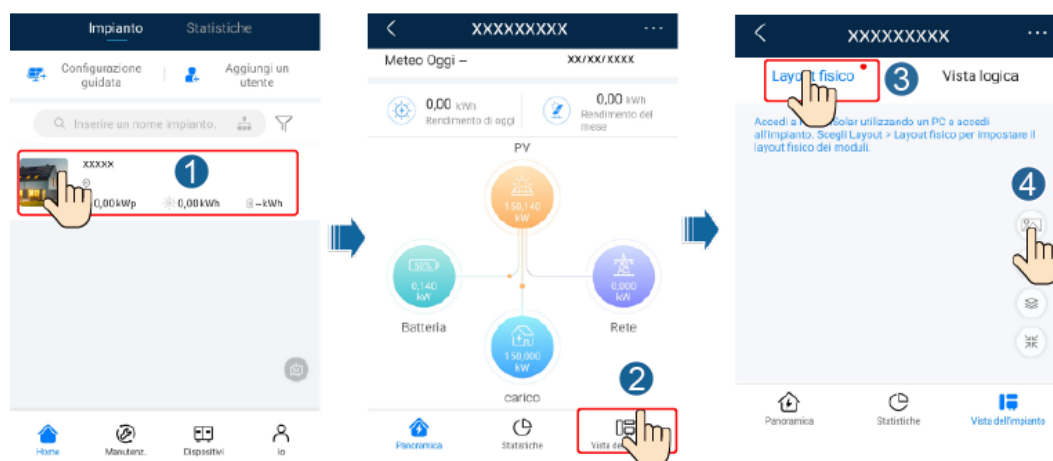 Impianto Statistiche
Configurazione guidata
Aggiungi un utente
Inserire un nome impianto.
xxxxx
1
0,00kWp 0,00kWh --kWh
Home Manutenz. Dispositivi Io
XXXXXXXXX
Meteo Oggi -- XX/XX/XXXX
0,00 kWh
Rendimento di oggi
0,00 kWh
Rendimento del mese
PV
150,140 kW
50%
0,140 kW
Batteria
0,000 kW
Rete
150,000 kW
carico
2
Panoramica Statistiche Vista
XXXXXXXXX
Layout fisico 3 Vista logica
Accedi a Solar utilizzando un PC e accedi
all'impianto. Scegli Layout > Layout fisico per impostare il
layout fisico dei moduli.
4
Panoramica Statistiche Vista dell'impianto